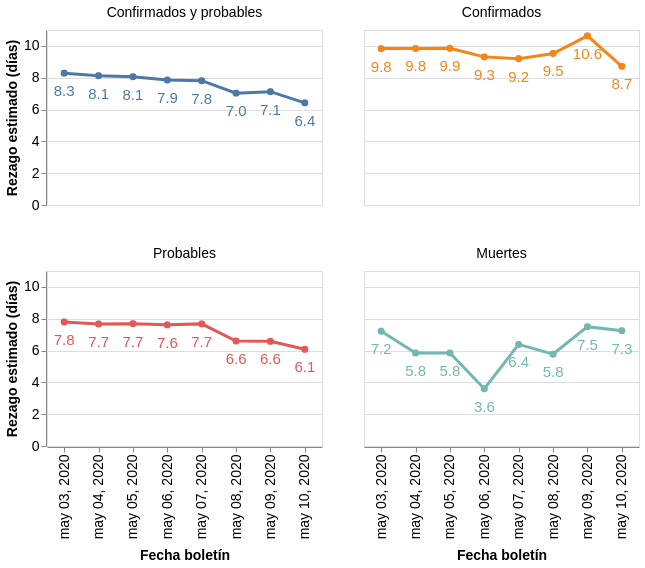 Confirmados y probables
Confirmados
Rezago estimado (días)
10
8
6
4
2
0
8.3 8.1 8.1 7.9 7.8 7.0 7.1 6.4
9.8 9.8 9.9 9.3 9.2 9.5 10.6 8.7
Probables
Muertes
Rezago estimado (días)
10
8
6
4
2
0
7.8 7.7 7.7 7.6 7.7 6.6 6.6 6.1
7.2 5.8 5.8 3.6 6.4 5.8 7.5 7.3
may 03, 2020
may 04, 2020
may 05, 2020
may 06, 2020
may 07, 2020
may 08, 2020
may 09, 2020
may 10, 2020
may 03, 2020
may 04, 2020
may 05, 2020
may 06, 2020
may 07, 2020
may 08, 2020
may 09, 2020
may 10, 2020
Fecha boletín
Fecha boletín